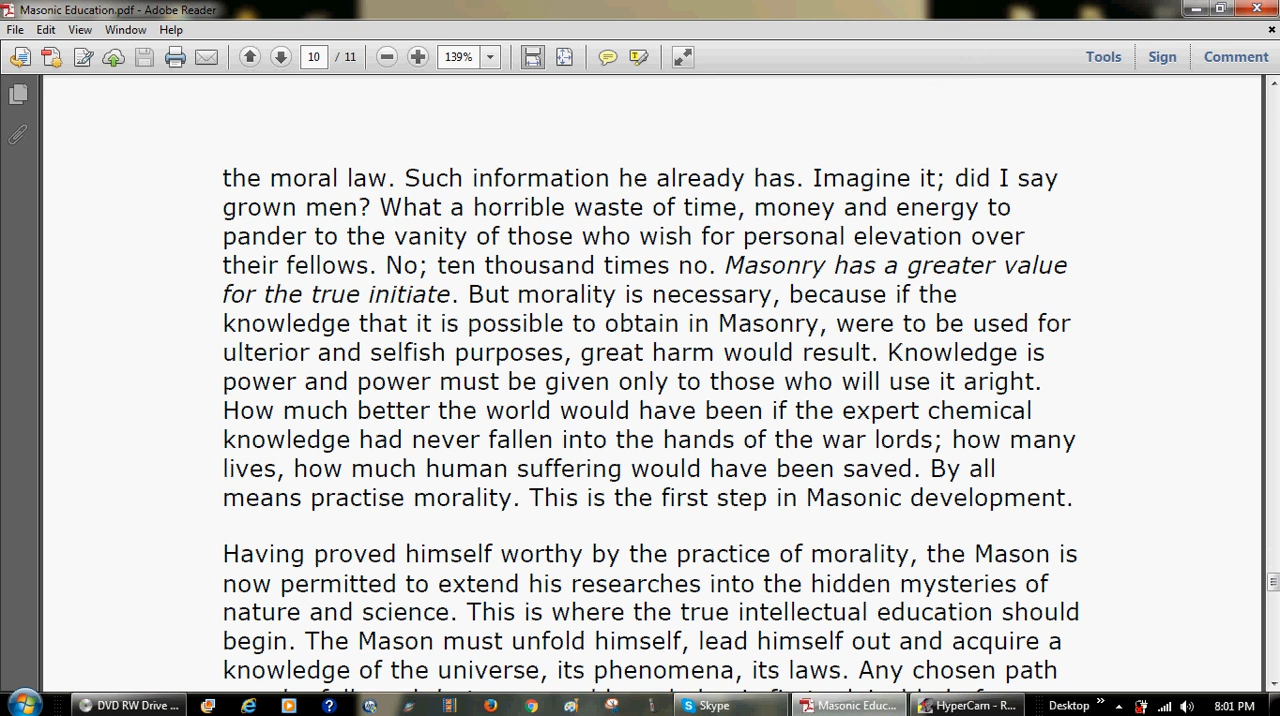 Masonic Education.pdf - Adobe Reader
File Edit View Window Help
10 / 11 139% Tools Sign Comment
the moral law. Such information he already has. Imagine it; did I say
grown men? What a horrible waste of time, money and energy to
pander to the vanity of those who wish for personal elevation over
their fellows. No; ten thousand times no. Masonry has a greater value
for the true initiate. But morality is necessary, because if the
knowledge that it is possible to obtain in Masonry, were to be used for
ulterior and selfish purposes, great harm would result. Knowledge is
power and power must be given only to those who will use it aright.
How much better the world would have been if the expert chemical
knowledge had never fallen into the hands of the war lords; how many
lives, how much human suffering would have been saved. By all
means practise morality. This is the first step in Masonic development.
Having proved himself worthy by the practice of morality, the Mason is
now permitted to extend his researches into the hidden mysteries of
nature and science. This is where the true intellectual education should
begin. The Mason must unfold himself, lead himself out and acquire a
knowledge of the universe, its phenomena, its laws. Any chosen path
DVD RW Drive ... Skype Masonic Educ... HyperCam - R... Desktop 8:01 PM